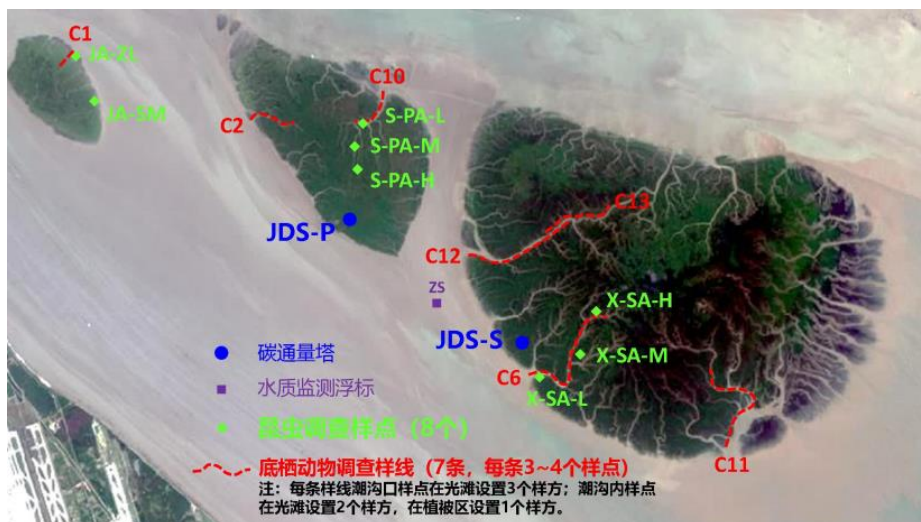 C1
JA-ZL
JA-SM
C10
C2
S-PA-L
S-PA-M
S-PA-H
JDS-P
C13
C12
ZS
X-SA-H
JDS-S
X-SA-M
C6
X-SA-L
C11
碳通量塔
水质监测浮标
昆虫调查样点（8个）
底栖动物调查样线（7条，每条3~4个样点）
注：每条样线潮沟口样点在光滩设置3个样方；潮沟内样点
在光滩设置2个样方，在植被区设置1个样方。